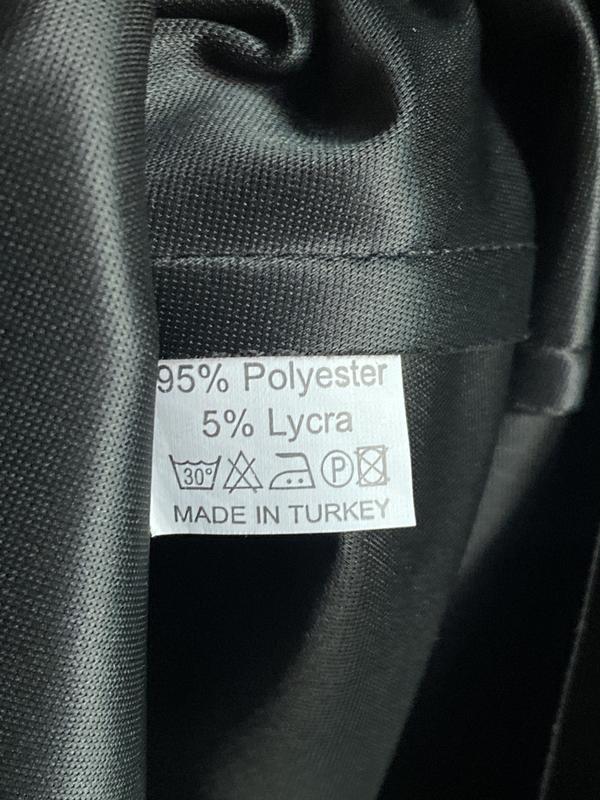 95% Polyester
5% Lycra
30° P
MADE IN TURKEY